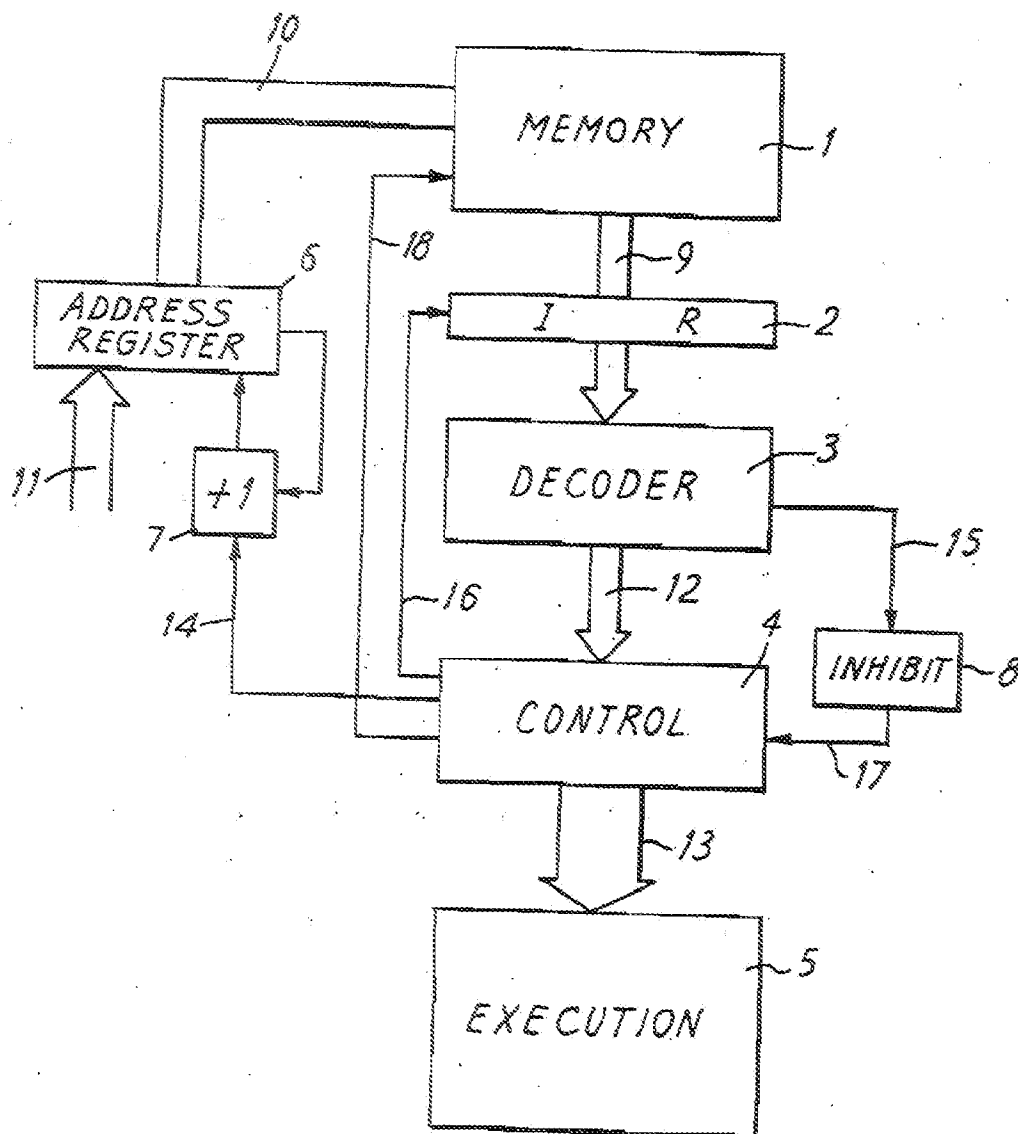 10
MEMORY
1
18
9
6
ADDRESS
REGISTER
I R
2
11
+1
7
DECODER
3
15
16
12
14
4
INHIBIT
8
CONTROL
17
13
5
EXECUTION